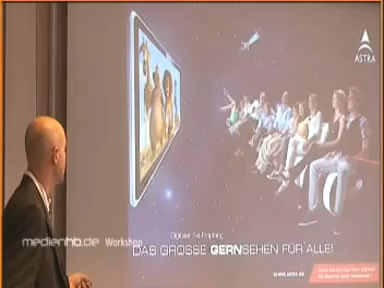 ASTRA
Digitaler Sat-Empfang
DAS GROSSE GERNSEHEN FÜR ALLE!
medienhb.de Workshop
www.astra.de